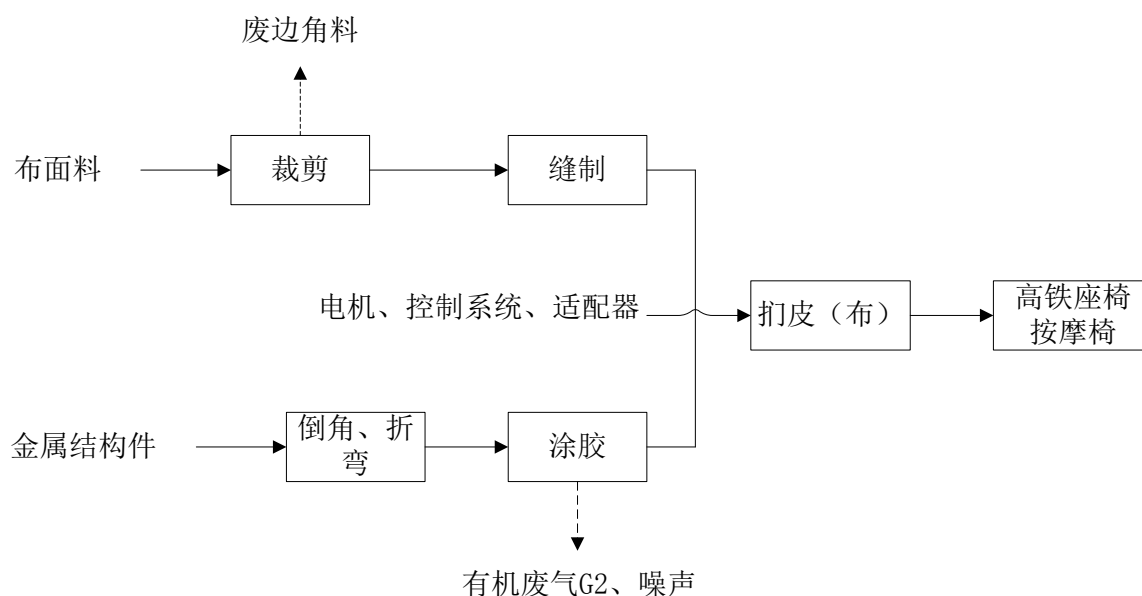 废边角料
布面料
裁剪
缝制
电机、控制系统、适配器
扪皮（布）
高铁座椅
按摩椅
金属结构件
倒角、折
弯
涂胶
有机废气G2、噪声